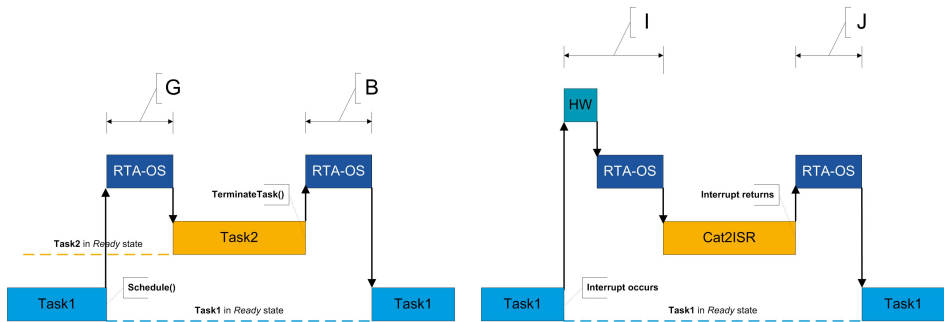 G
B
RTA-OS
RTA-OS
TerminateTask()
Task2
Task2 in Ready state
Schedule()
Task1
Task1
Task1 in Ready state
I
J
HW
RTA-OS
RTA-OS
Interrupt returns
Cat2ISR
Interrupt occurs
Task1
Task1
Task1 in Ready state